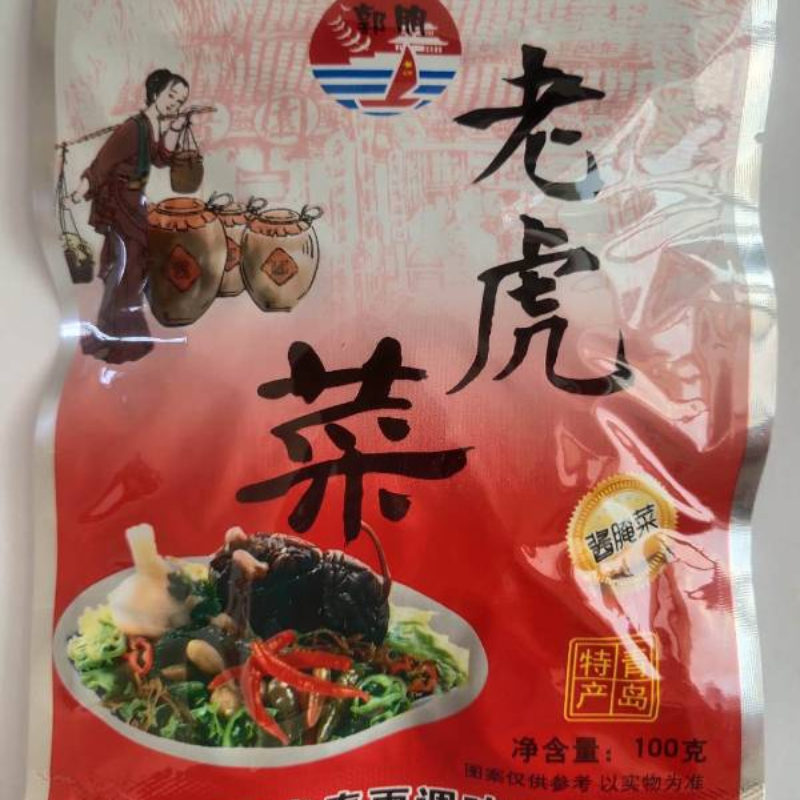 郭朋
老虎
菜
酱腌菜
青岛
特产
净含量：100克
图案仅供参考 以实物为准